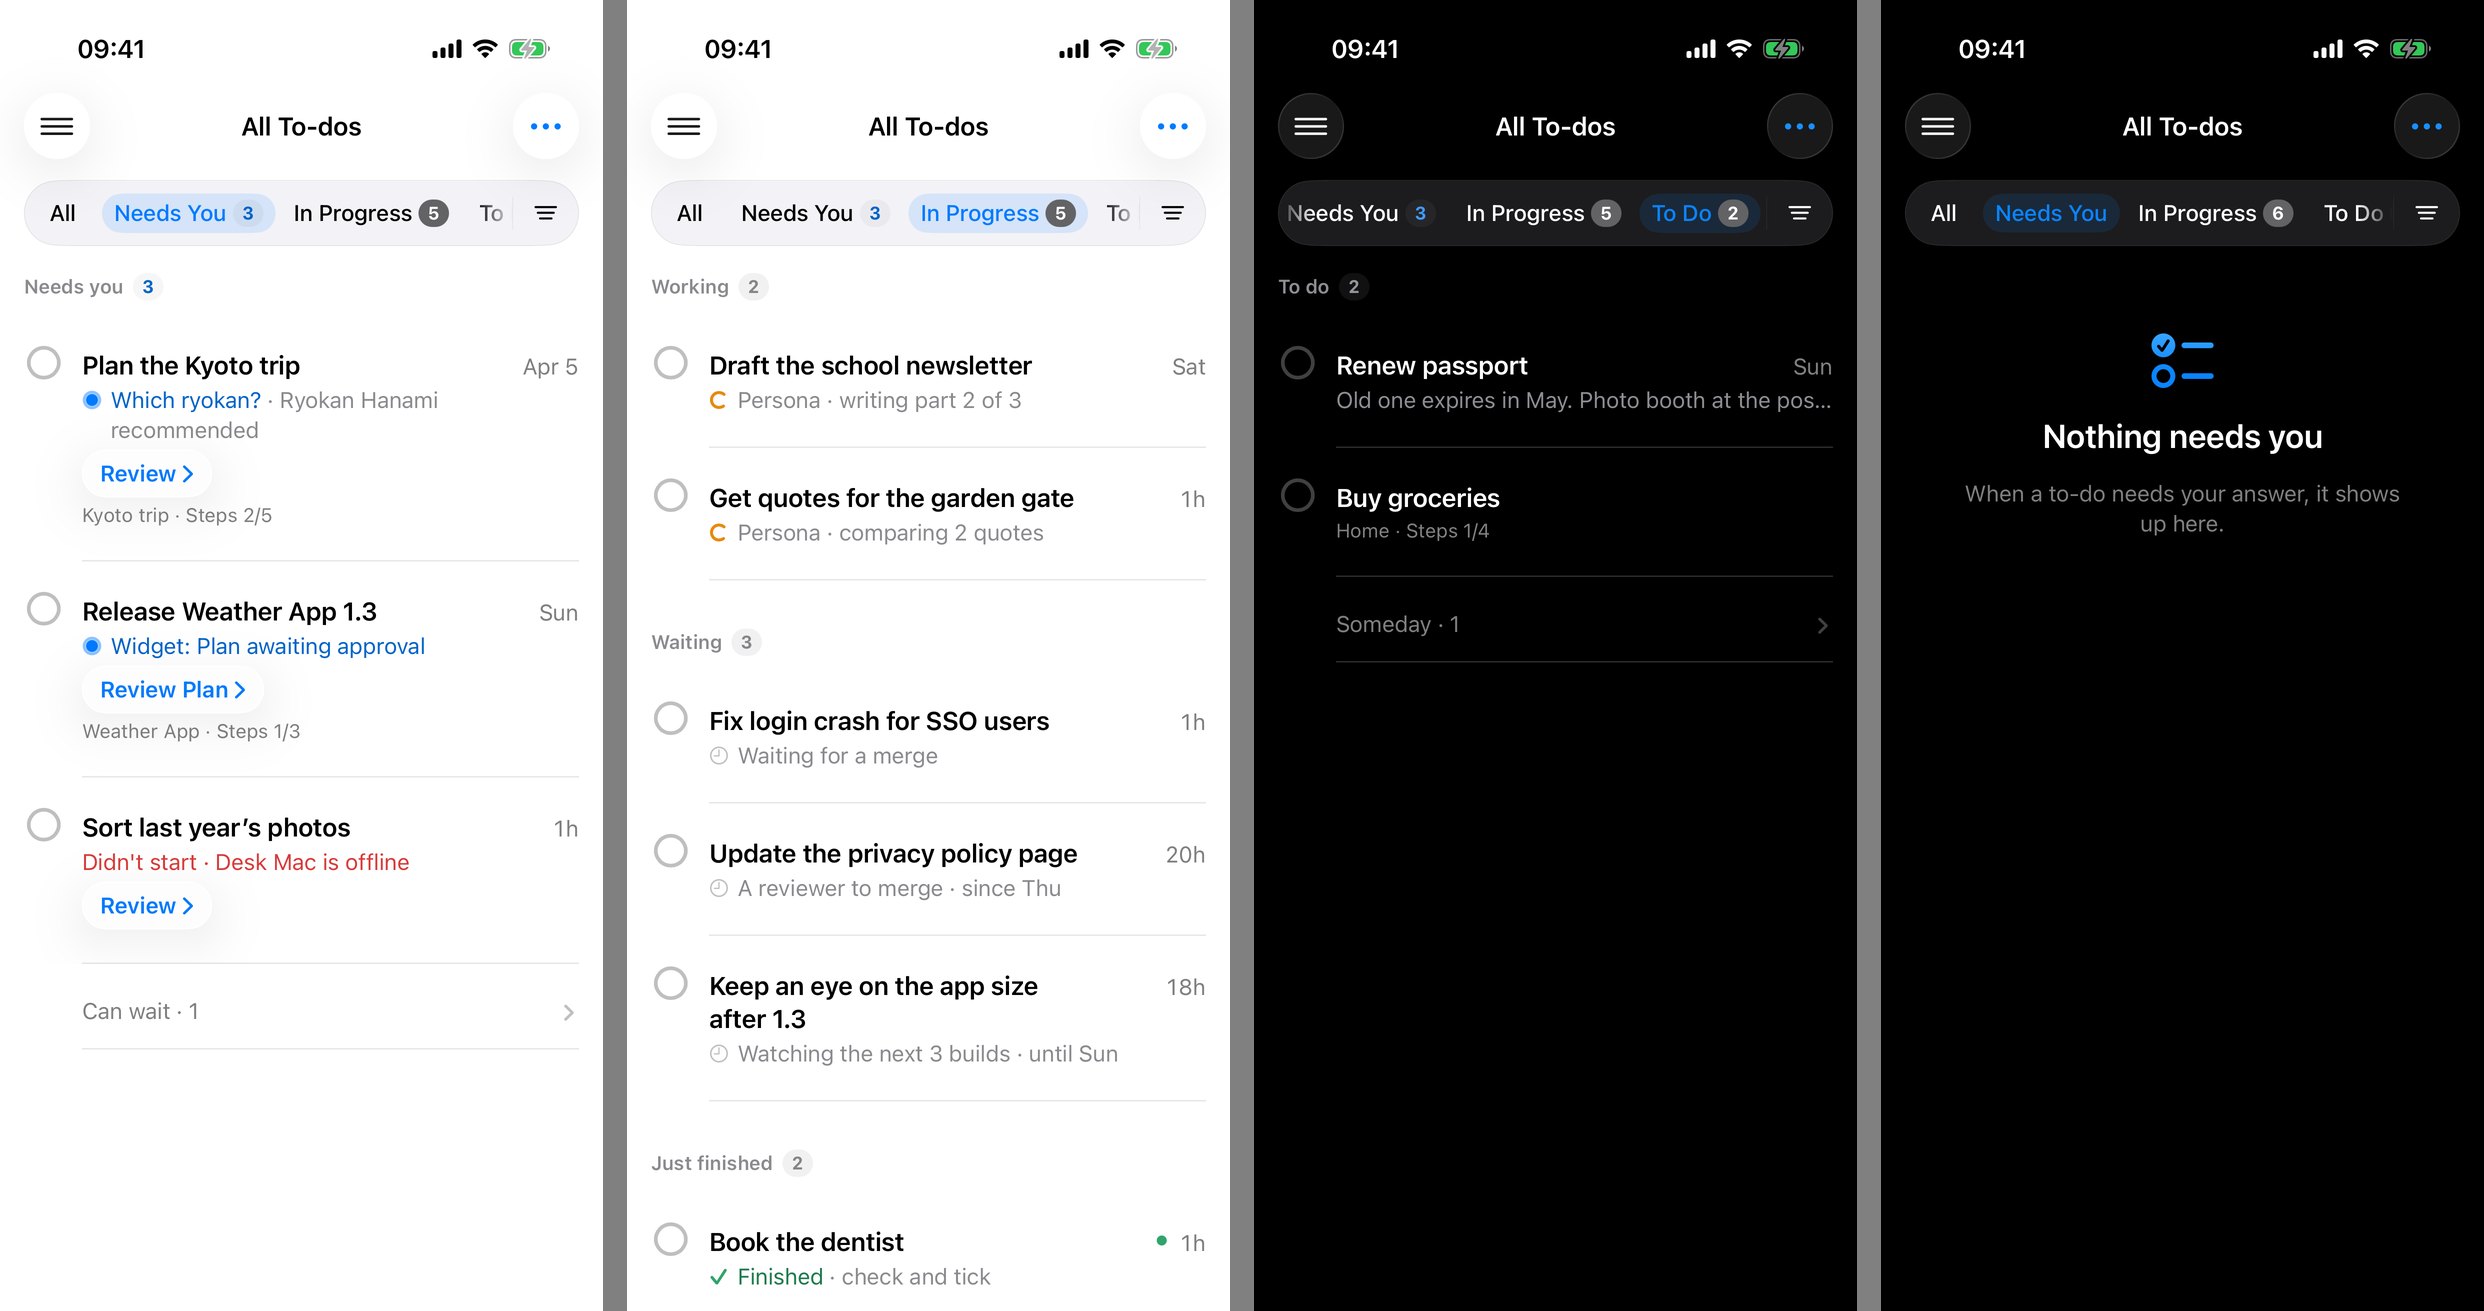 09:41
All To-dos
All Needs You 3 In Progress 5 To
Needs you 3
Plan the Kyoto trip Apr 5
Which ryokan? · Ryokan Hanami
recommended
Review
Kyoto trip · Steps 2/5
Release Weather App 1.3 Sun
Widget: Plan awaiting approval
Review Plan
Weather App · Steps 1/3
Sort last year’s photos 1h
Didn't start · Desk Mac is offline
Review
Can wait · 1
09:41
All To-dos
All Needs You 3 In Progress 5 To
Working 2
Draft the school newsletter Sat
Persona · writing part 2 of 3
Get quotes for the garden gate 1h
Persona · comparing 2 quotes
Waiting 3
Fix login crash for SSO users 1h
Waiting for a merge
Update the privacy policy page 20h
A reviewer to merge · since Thu
Keep an eye on the app size 18h
after 1.3
Watching the next 3 builds · until Sun
Just finished 2
Book the dentist 1h
Finished · check and tick
09:41
All To-dos
Needs You 3 In Progress 5 To Do 2
To do 2
Renew passport Sun
Old one expires in May. Photo booth at the pos...
Buy groceries
Home · Steps 1/4
Someday · 1
09:41
All To-dos
All Needs You In Progress 6 To Do
Nothing needs you
When a to-do needs your answer, it shows
up here.